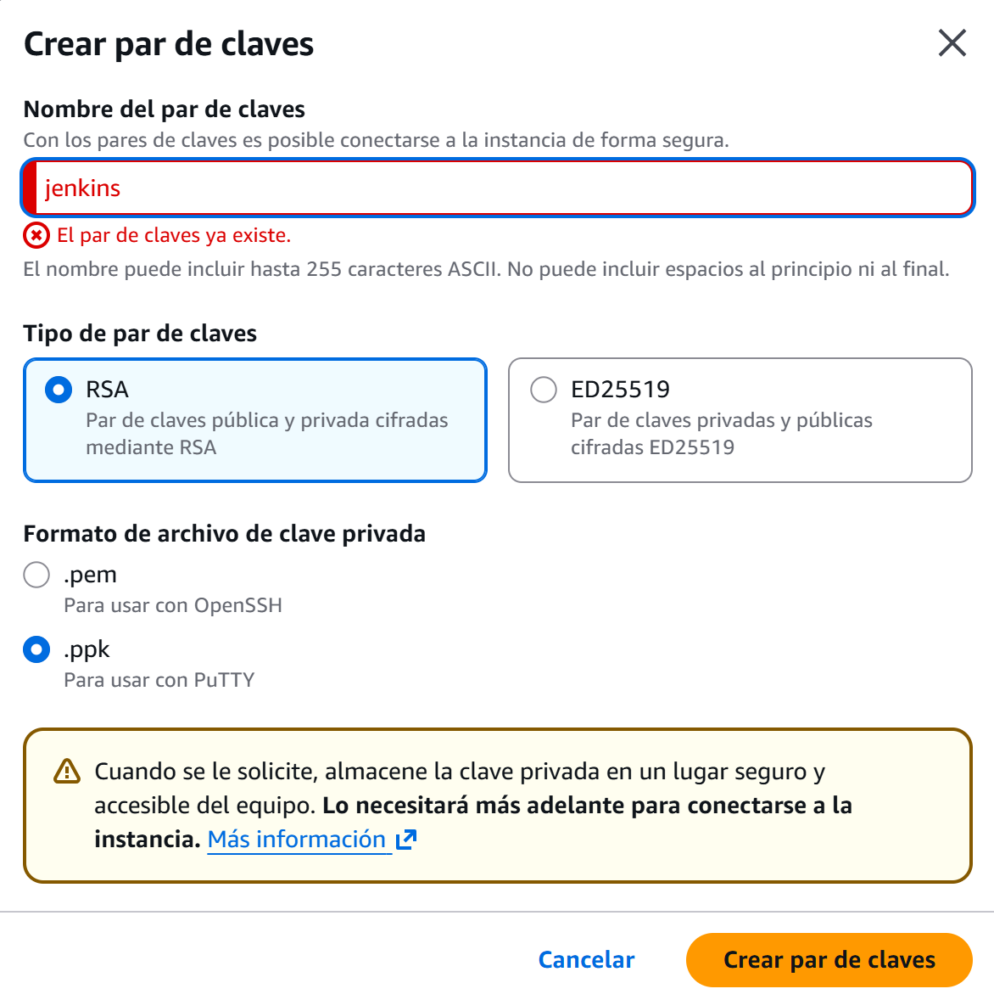 Crear par de claves
Nombre del par de claves
Con los pares de claves es posible conectarse a la instancia de forma segura.
jenkins
El par de claves ya existe.
El nombre puede incluir hasta 255 caracteres ASCII. No puede incluir espacios al principio ni al final.
Tipo de par de claves
RSA
Par de claves pública y privada cifradas
mediante RSA
ED25519
Par de claves privadas y públicas
cifradas ED25519
Formato de archivo de clave privada
.pem
Para usar con OpenSSH
.ppk
Para usar con PuTTY
Cuando se le solicite, almacene la clave privada en un lugar seguro y
accesible del equipo. Lo necesitará más adelante para conectarse a la
instancia. Más información
Cancelar
Crear par de claves